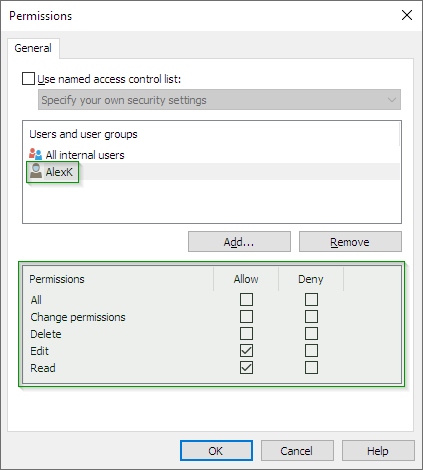 Permissions
General
Use named access control list:
Specify your own security settings
Users and user groups
All internal users
AlexK
Add... Remove
Permissions Allow Deny
All
Change permissions
Delete
Edit
Read
OK Cancel Help